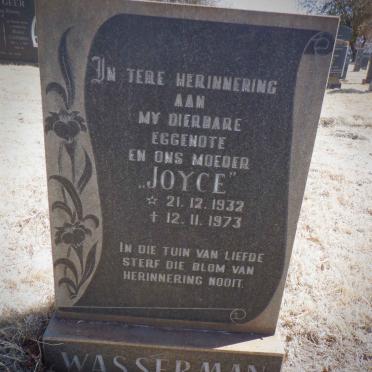 GEER
IN TERE HERINNERING
AAN
MY DIERBARE
EGGENOTE
EN ONS MOEDER
„JOYCE"
☆ 21. 12. 1932
✝ 12. 11. 1973
IN DIE TUIN VAN LIEFDE
STERF DIE BLOM VAN
HERINNERING NOOIT.
WASSERMAN